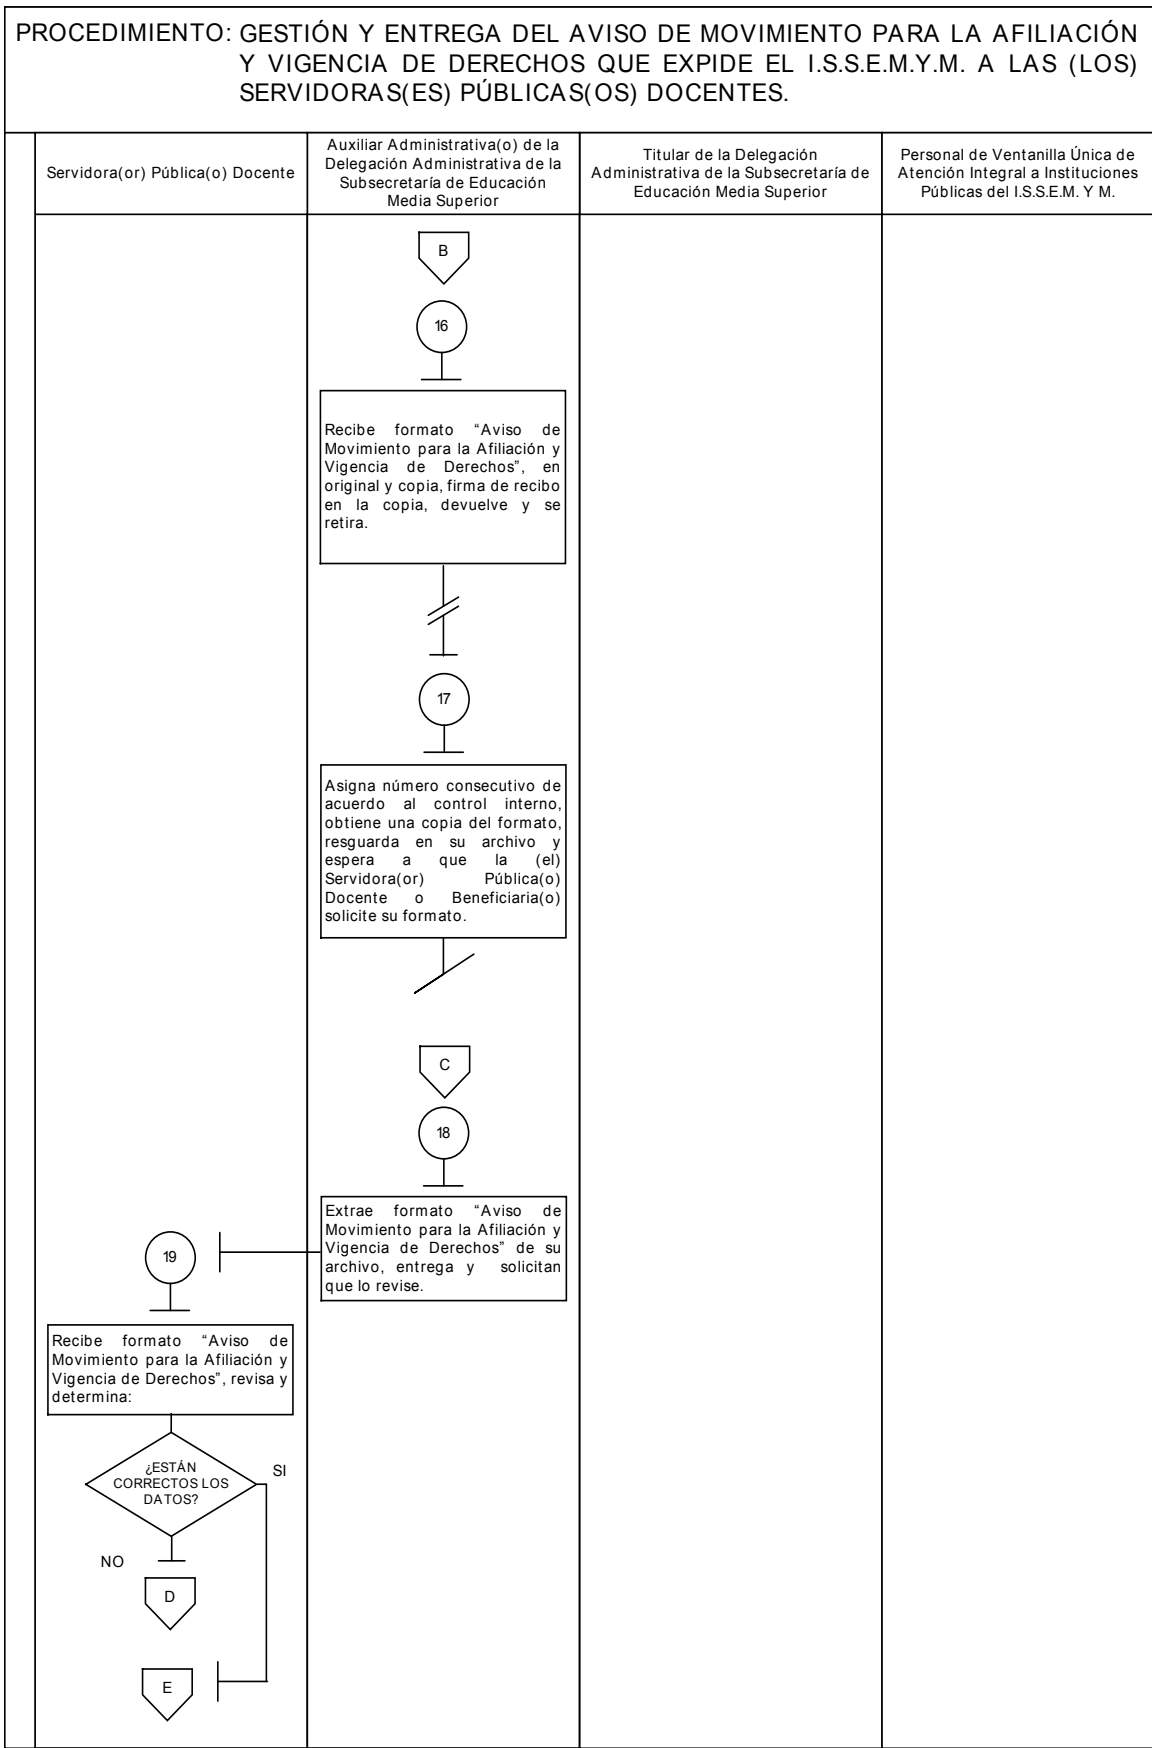 PROCEDIMIENTO: GESTIÓN Y ENTREGA DEL AVISO DE MOVIMIENTO PARA LA AFILIACIÓN
Y VIGENCIA DE DERECHOS QUE EXPIDE EL I.S.S.E.M.Y.M. A LAS (LOS)
SERVIDORAS(ES) PÚBLICAS(OS) DOCENTES.
Servidora(or) Pública(o) Docente
Auxiliar Administrativa(o) de la
Delegación Administrativa de la
Subsecretaría de Educación
Media Superior
Titular de la Delegación
Administrativa de la Subsecretaría de
Educación Media Superior
Personal de Ventanilla Única de
Atención Integral a Instituciones
Públicas del I.S.S.E.M. Y M.
B
16
Recibe formato “Aviso de
Movimiento para la Afiliación y
Vigencia de Derechos”, en
original y copia, firma de recibo
en la copia, devuelve y se
retira.
17
Asigna número consecutivo de
acuerdo al control interno,
obtiene una copia del formato,
resguarda en su archivo y
espera a que la (el)
Servidora(or) Pública(o)
Docente o Beneficiaria(o)
solicite su formato.
C
18
Extrae formato “Aviso de
Movimiento para la Afiliación y
Vigencia de Derechos” de su
archivo, entrega y solicitan
que lo revise.
19
Recibe formato “Aviso de
Movimiento para la Afiliación y
Vigencia de Derechos”, revisa y
determina:
¿ESTÁN
CORRECTOS LOS
DATOS?
SI
NO
D
E